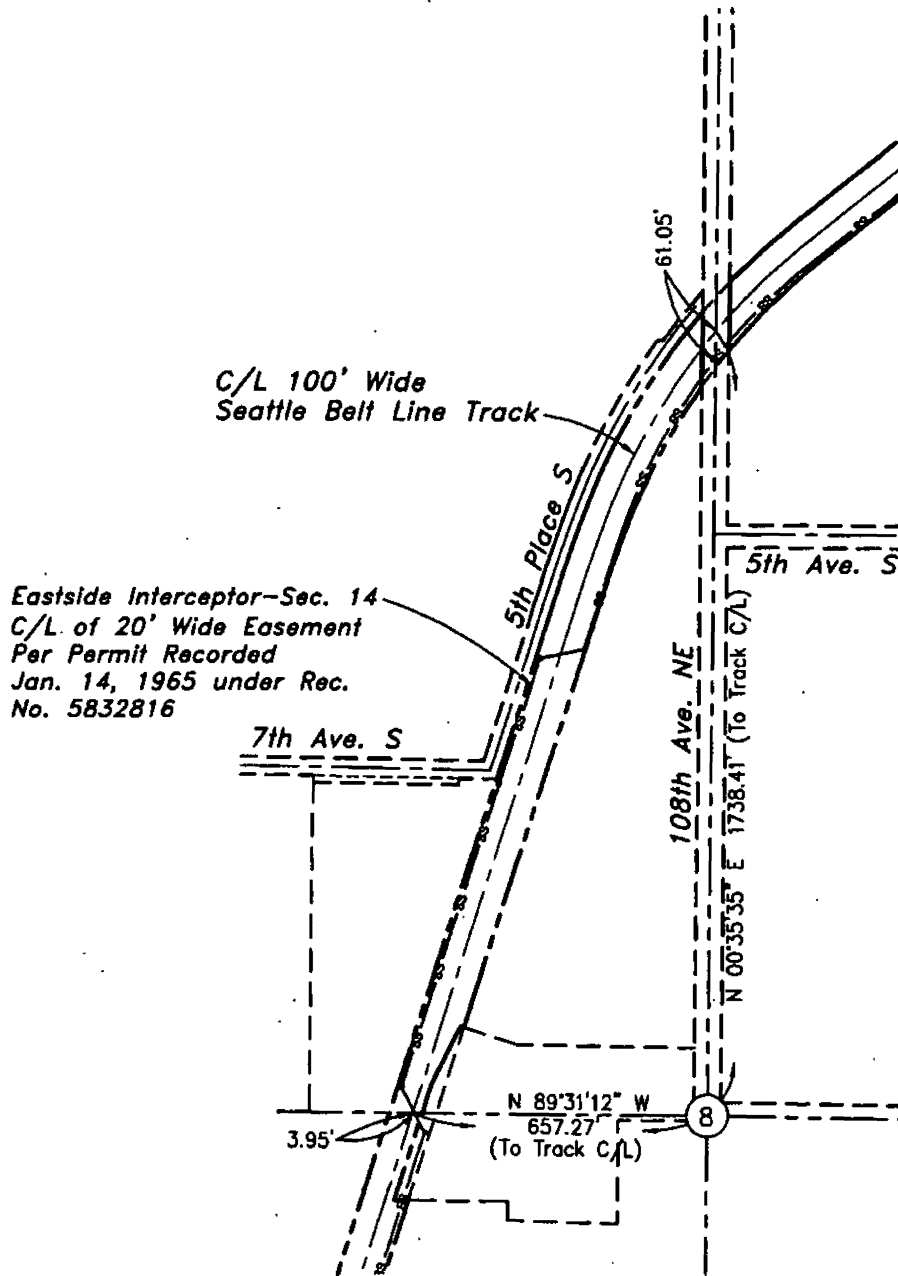 61.05'
C/L 100' Wide
Seattle Belt Line Track
5th Place S
5th Ave. S
Eastside Interceptor-Sec. 14
C/L of 20' Wide Easement
Per Permit Recorded
Jan. 14, 1965 under Rec.
No. 5832816
7th Ave. S
108th Ave. NE
N 00°35'35" E 1738.41' (To Track C/L)
N 89°31'12" W
657.27'
(To Track C/L)
8
3.95'